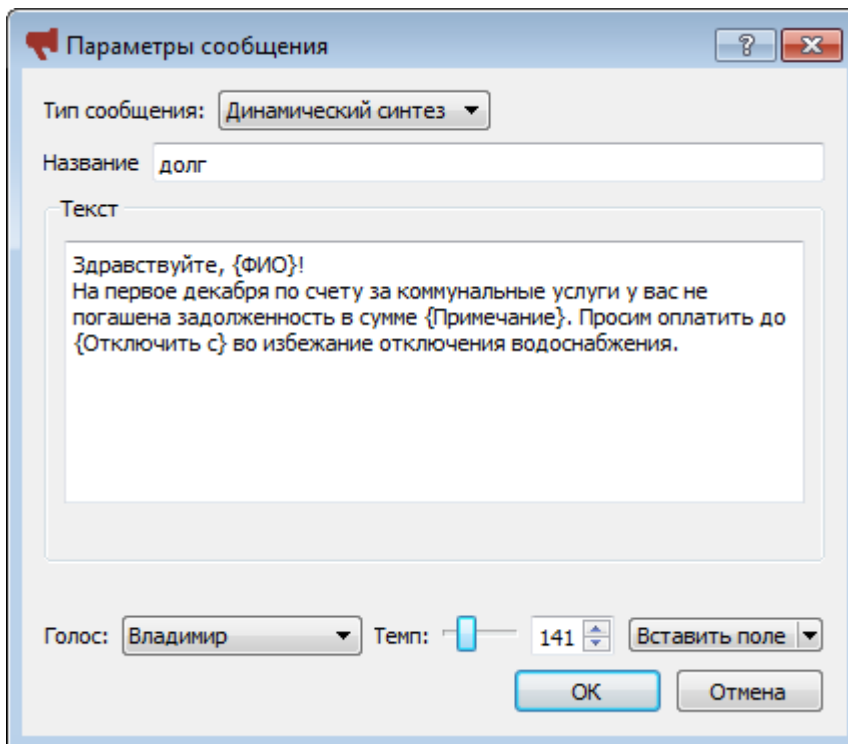 Параметры сообщения
Тип сообщения: Динамический синтез
Название долг
Текст
Здравствуйте, {ФИО}!
На первое декабря по счету за коммунальные услуги у вас не
погашена задолженность в сумме {Примечание}. Просим оплатить до
{Отключить с} во избежание отключения водоснабжения.
Голос: Владимир Темп: 141 Вставить поле
ОК Отмена